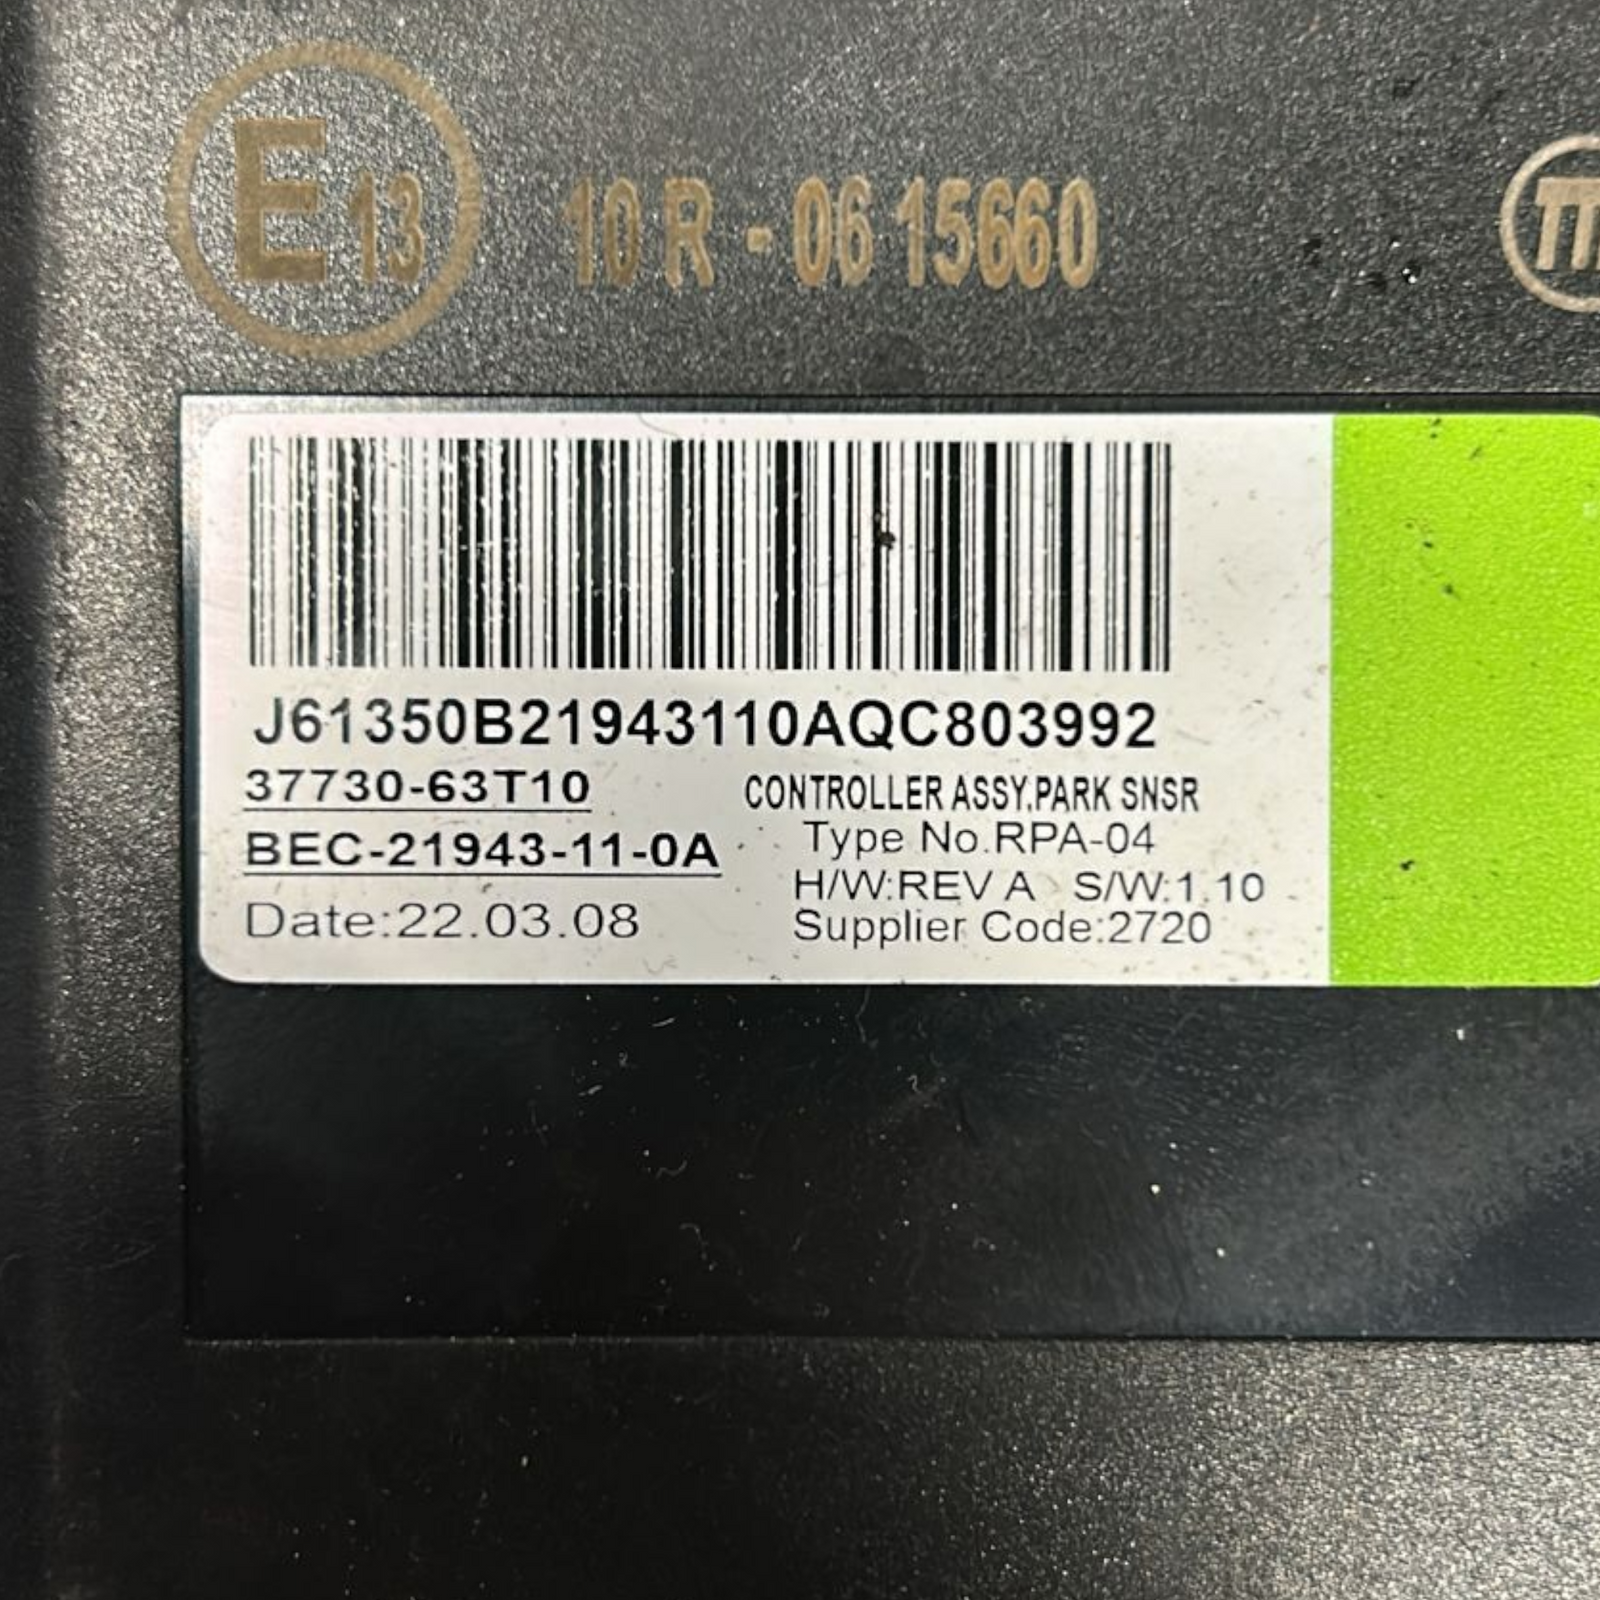 E 13 10 R - 06 15660
J61350B21943110AQC803992
37730-63T10 CONTROLLER ASSY,PARK SNSR
BEC-21943-11-0A Type No.RPA-04
H/W:REV A S/W:1.10
Date:22.03.08 Supplier Code:2720